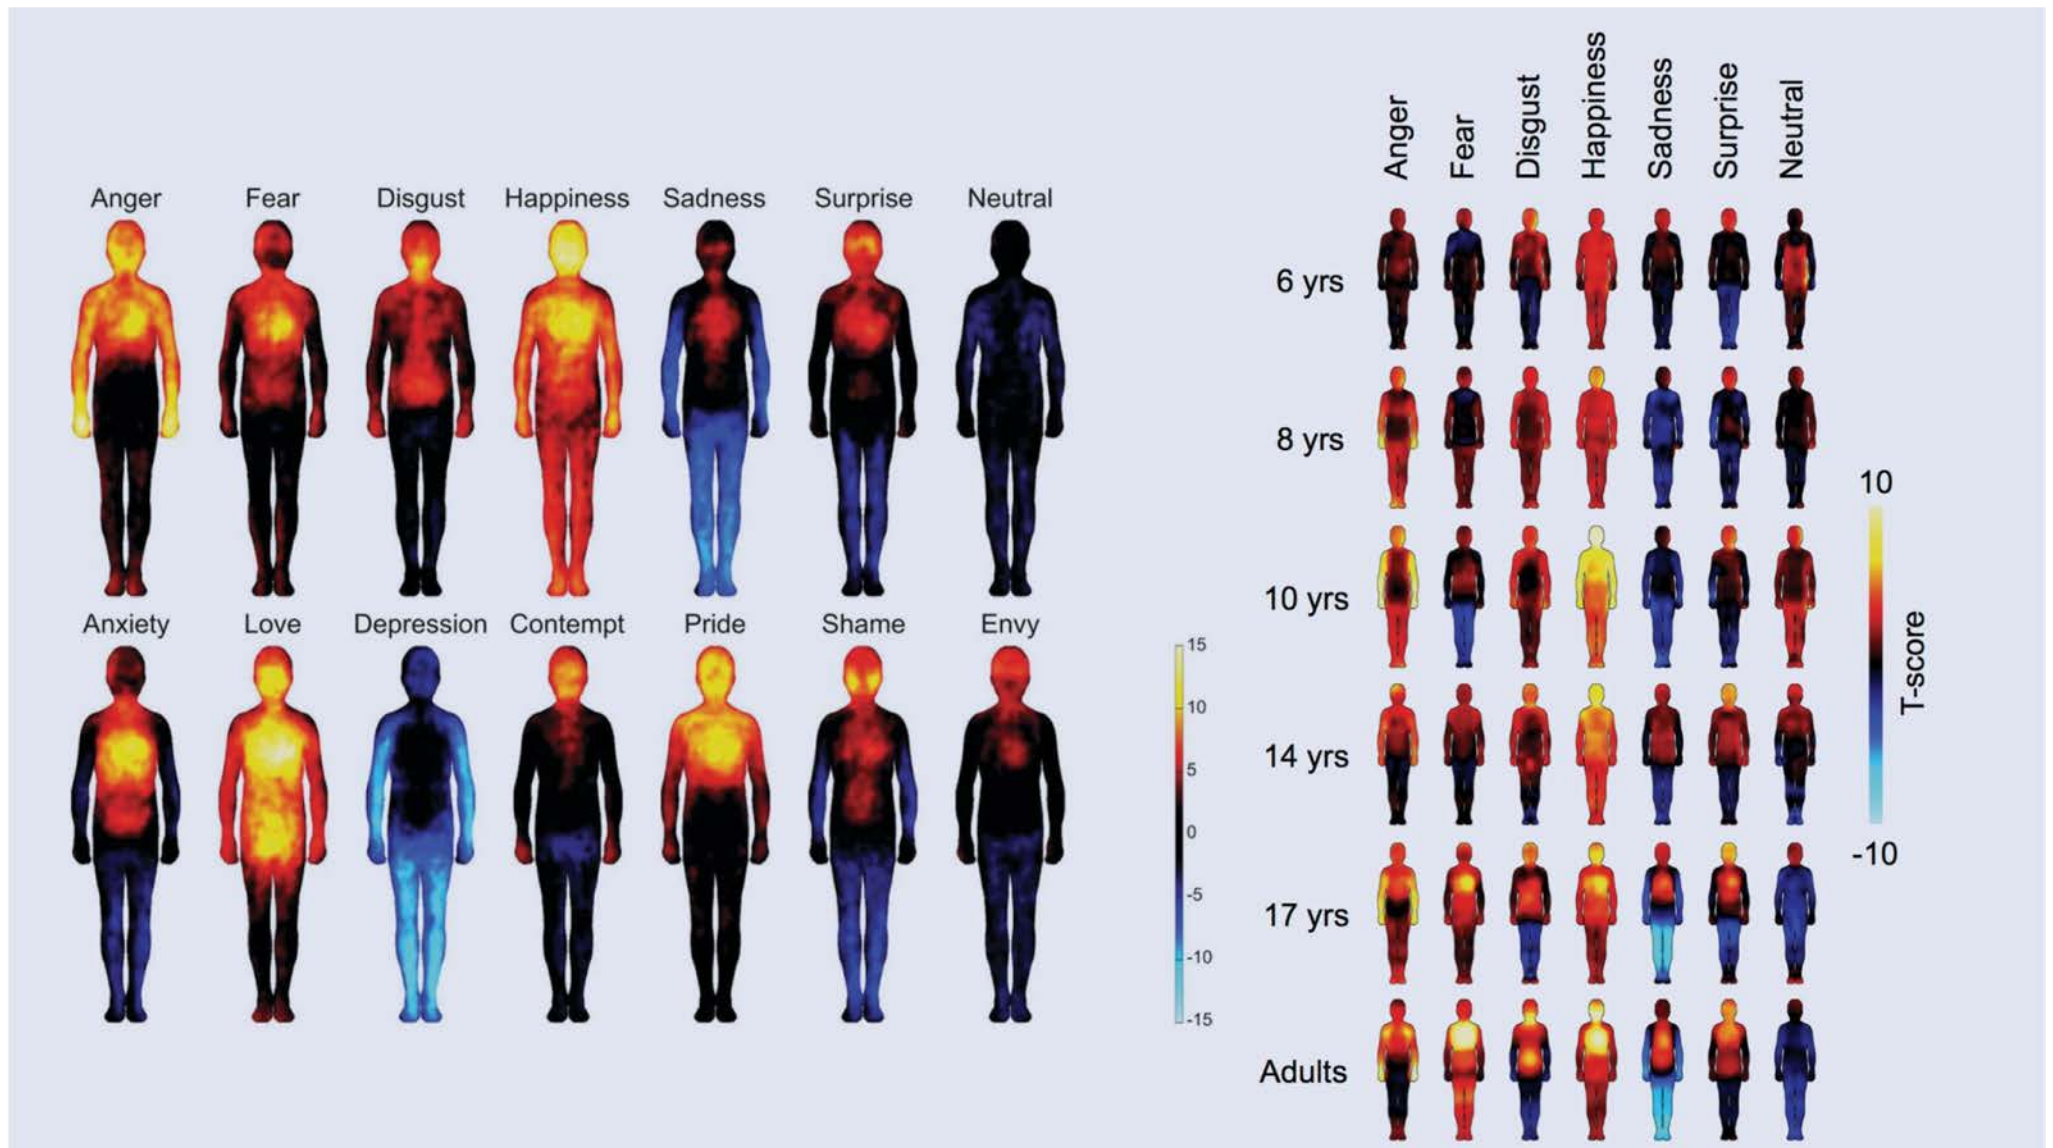 Anger Fear Disgust Happiness Sadness Surprise Neutral
Anxiety Love Depression Contempt Pride Shame Envy
15
10
5
0
-5
-10
-15
Anger
Fear
Disgust
Happiness
Sadness
Surprise
Neutral
6 yrs
8 yrs
10 yrs
14 yrs
17 yrs
Adults
10
T-score
-10